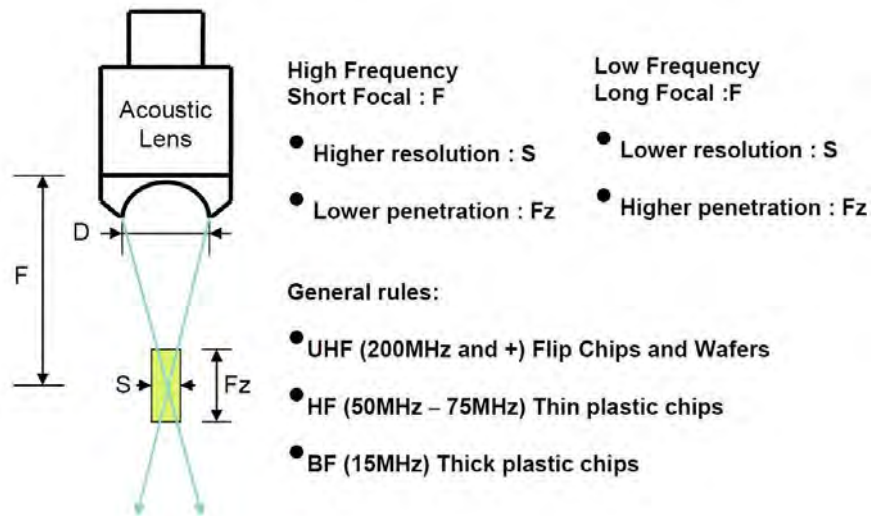 Acoustic
Lens
D
F
S
Fz
High Frequency
Short Focal : F
● Higher resolution : S
● Lower penetration : Fz
Low Frequency
Long Focal :F
● Lower resolution : S
● Higher penetration : Fz
General rules:
● UHF (200MHz and +) Flip Chips and Wafers
● HF (50MHz – 75MHz) Thin plastic chips
● BF (15MHz) Thick plastic chips